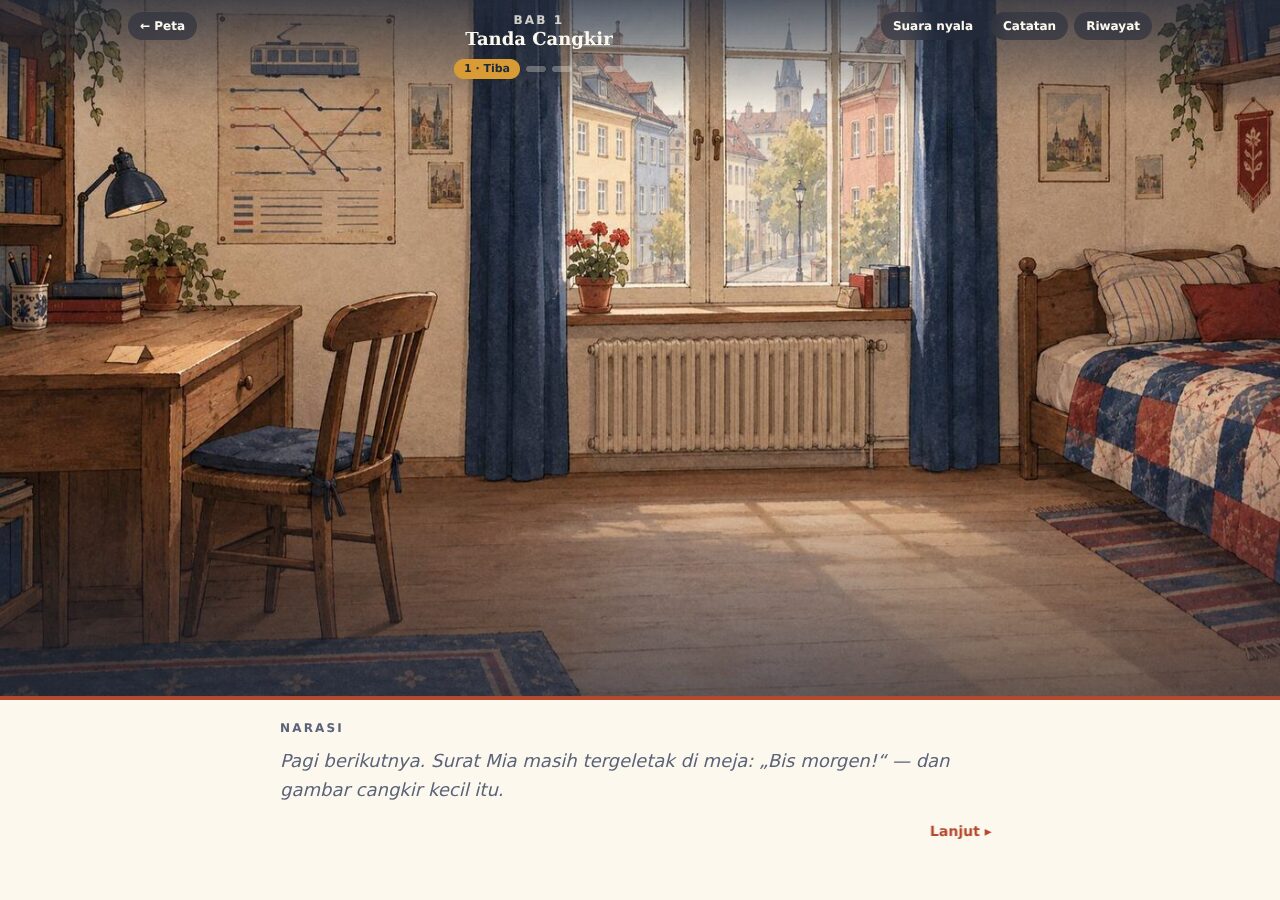 ← Peta
BAB 1
Tanda Cangkir
1 · Tiba
Suara nyala
Catatan
Riwayat
NARASI
Pagi berikutnya. Surat Mia masih tergeletak di meja: „Bis morgen!“ — dan
gambar cangkir kecil itu.
Lanjut ▸